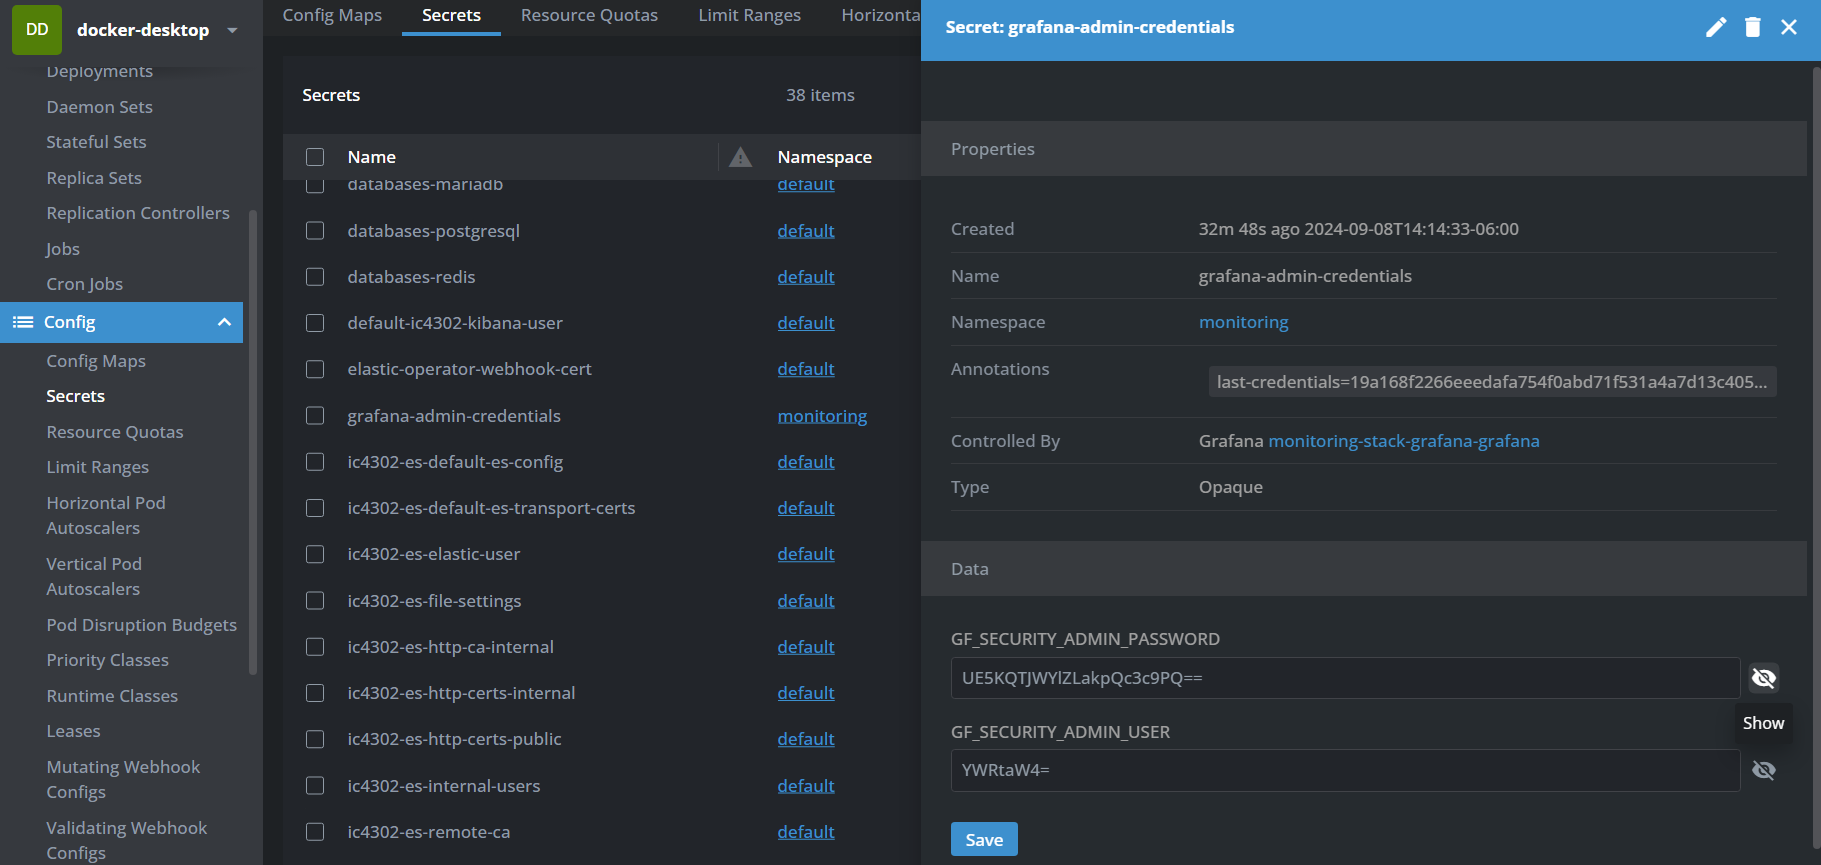 DD
docker-desktop
Deployments
Daemon Sets
Stateful Sets
Replica Sets
Replication Controllers
Jobs
Cron Jobs
Config
Config Maps
Secrets
Resource Quotas
Limit Ranges
Horizontal Pod
Autoscalers
Vertical Pod
Autoscalers
Pod Disruption Budgets
Priority Classes
Runtime Classes
Leases
Mutating Webhook
Configs
Validating Webhook
Configs
Config Maps Secrets Resource Quotas Limit Ranges Horizonta
Secrets 38 items
Name Namespace
databases-mariadb default
databases-postgresql default
databases-redis default
default-ic4302-kibana-user default
elastic-operator-webhook-cert default
grafana-admin-credentials monitoring
ic4302-es-default-es-config default
ic4302-es-default-es-transport-certs default
ic4302-es-elastic-user default
ic4302-es-file-settings default
ic4302-es-http-ca-internal default
ic4302-es-http-certs-internal default
ic4302-es-http-certs-public default
ic4302-es-internal-users default
ic4302-es-remote-ca default
Secret: grafana-admin-credentials
Properties
Created 32m 48s ago 2024-09-08T14:14:33-06:00
Name grafana-admin-credentials
Namespace monitoring
Annotations last-credentials=19a168f2266eeedafa754f0abd71f531a4a7d13c405...
Controlled By Grafana monitoring-stack-grafana-grafana
Type Opaque
Data
GF_SECURITY_ADMIN_PASSWORD
UE5KQTJWYlZLakpQc3c9PQ==
Show
GF_SECURITY_ADMIN_USER
YWRtaW4=
Save